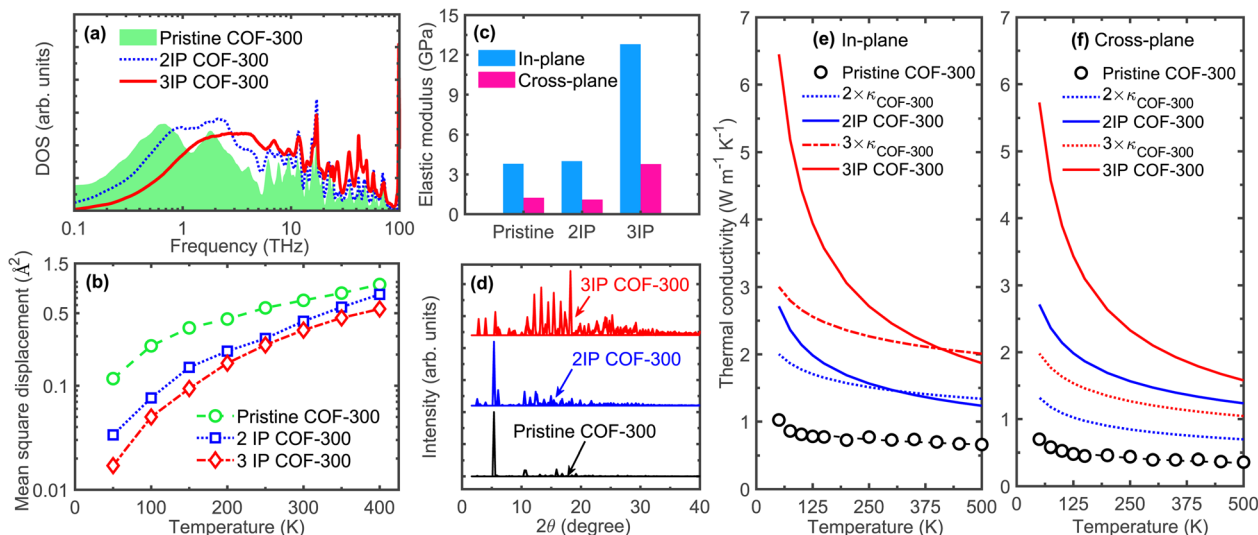 (a)
Pristine COF-300
2IP COF-300
3IP COF-300
DOS (arb. units)
0.1
1
10
100
Frequency (THz)
(b)
Mean square displacement (Å²)
1.5
0.5
0.1
0.01
Pristine COF-300
2 IP COF-300
3 IP COF-300
0
100
200
300
400
Temperature (K)
(c)
In-plane
Cross-plane
Elastic modulus (GPa)
15
12
9
6
3
0
Pristine
2IP
3IP
(d)
3IP COF-300
2IP COF-300
Pristine COF-300
Intensity (arb. units)
0
10
20
30
40
2θ (degree)
(e) In-plane
Pristine COF-300
2×κCOF-300
2IP COF-300
3×κCOF-300
3IP COF-300
Thermal conductivity (W m⁻¹ K⁻¹)
7
6
5
4
3
2
1
0
0
125
250
375
500
Temperature (K)
(f) Cross-plane
Pristine COF-300
2×κCOF-300
2IP COF-300
3×κCOF-300
3IP COF-300
7
6
5
4
3
2
1
0
0
125
250
375
500
Temperature (K)